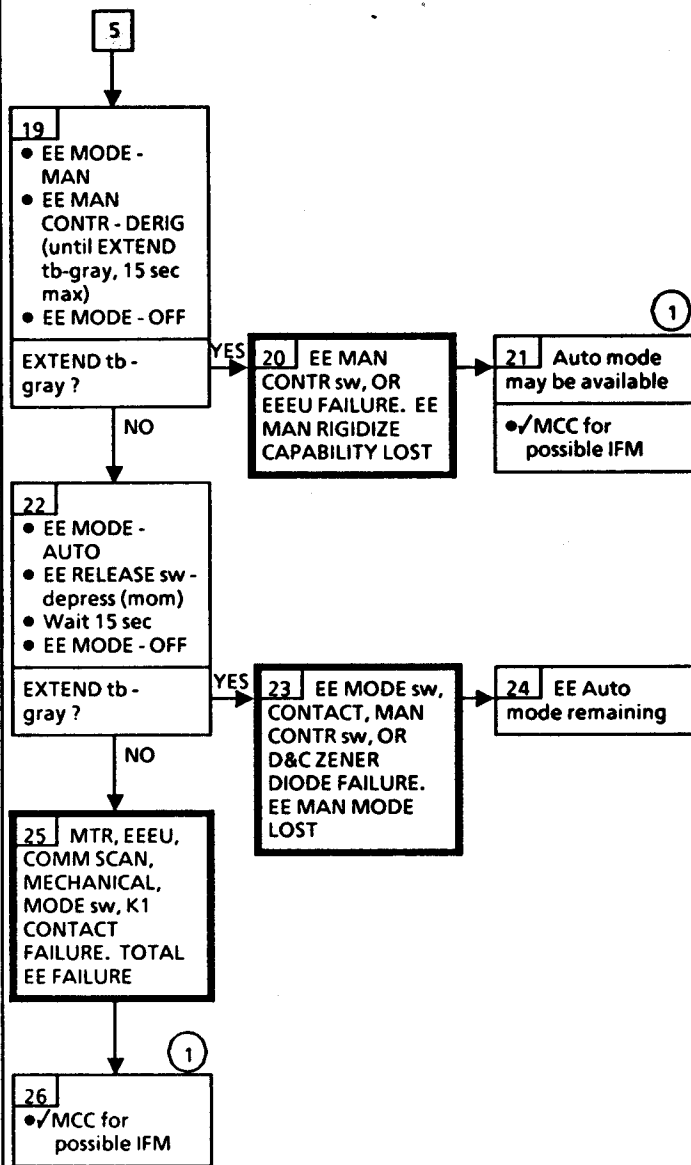 5
19
• EE MODE -
MAN
• EE MAN
CONTR - DERIG
(until EXTEND
tb-gray, 15 sec
max)
• EE MODE - OFF
EXTEND tb -
gray ?
YES
NO
20 EE MAN
CONTR sw, OR
EEEU FAILURE. EE
MAN RIGIDIZE
CAPABILITY LOST
1
21 Auto mode
may be available
•✓MCC for
possible IFM
22
• EE MODE -
AUTO
• EE RELEASE sw -
depress (mom)
• Wait 15 sec
• EE MODE - OFF
EXTEND tb -
gray ?
YES
NO
23 EE MODE sw,
CONTACT, MAN
CONTR sw, OR
D&C ZENER
DIODE FAILURE.
EE MAN MODE
LOST
24 EE Auto
mode remaining
25 MTR, EEEU,
COMM SCAN,
MECHANICAL,
MODE sw, K1
CONTACT
FAILURE. TOTAL
EE FAILURE
1
26
•✓MCC for
possible IFM